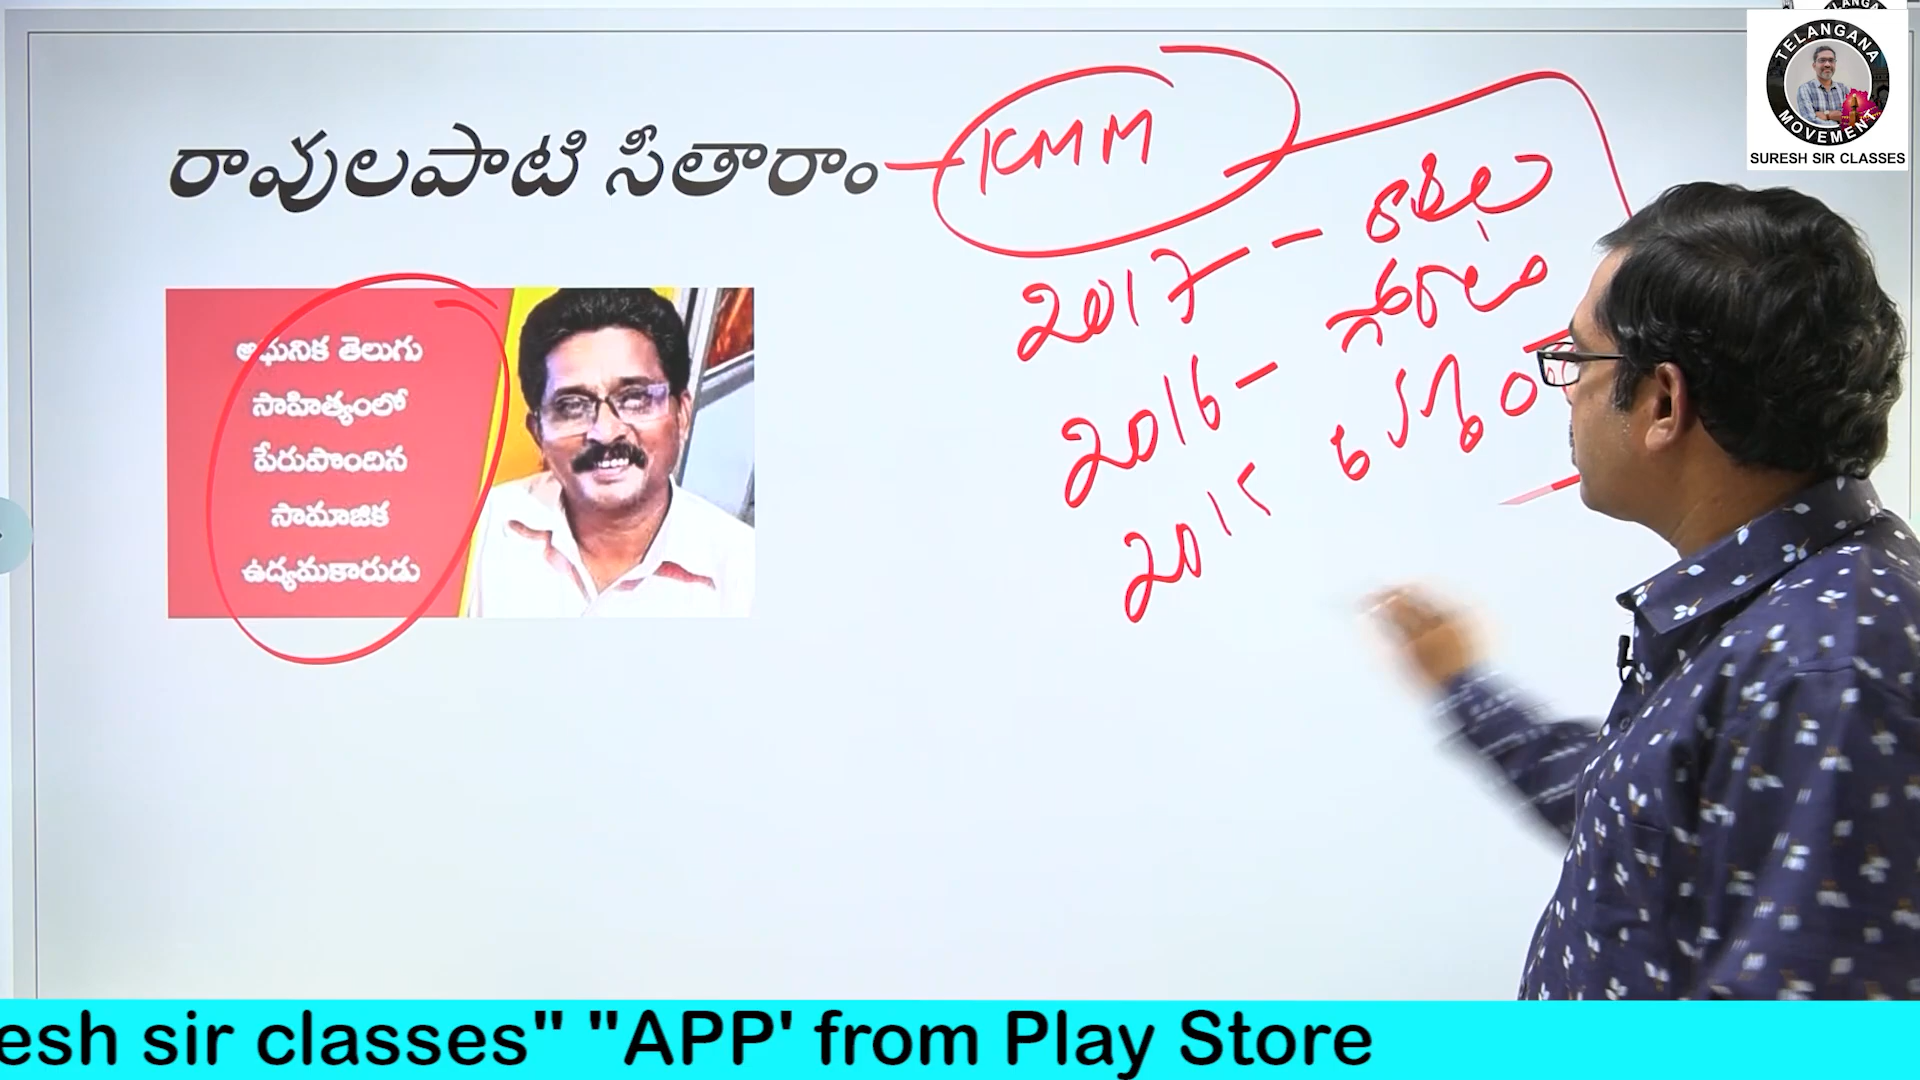 రావులపాటి సీతారాం
KMM
2017 --
2016 -
2015
ఆధునిక తెలుగు
సాహిత్యంలో
పేరుపొందిన
సామాజిక
ఉద్యమకారుడు
TELANGANA
MOVEMENT
SURESH SIR CLASSES
esh sir classes" "APP' from Play Store